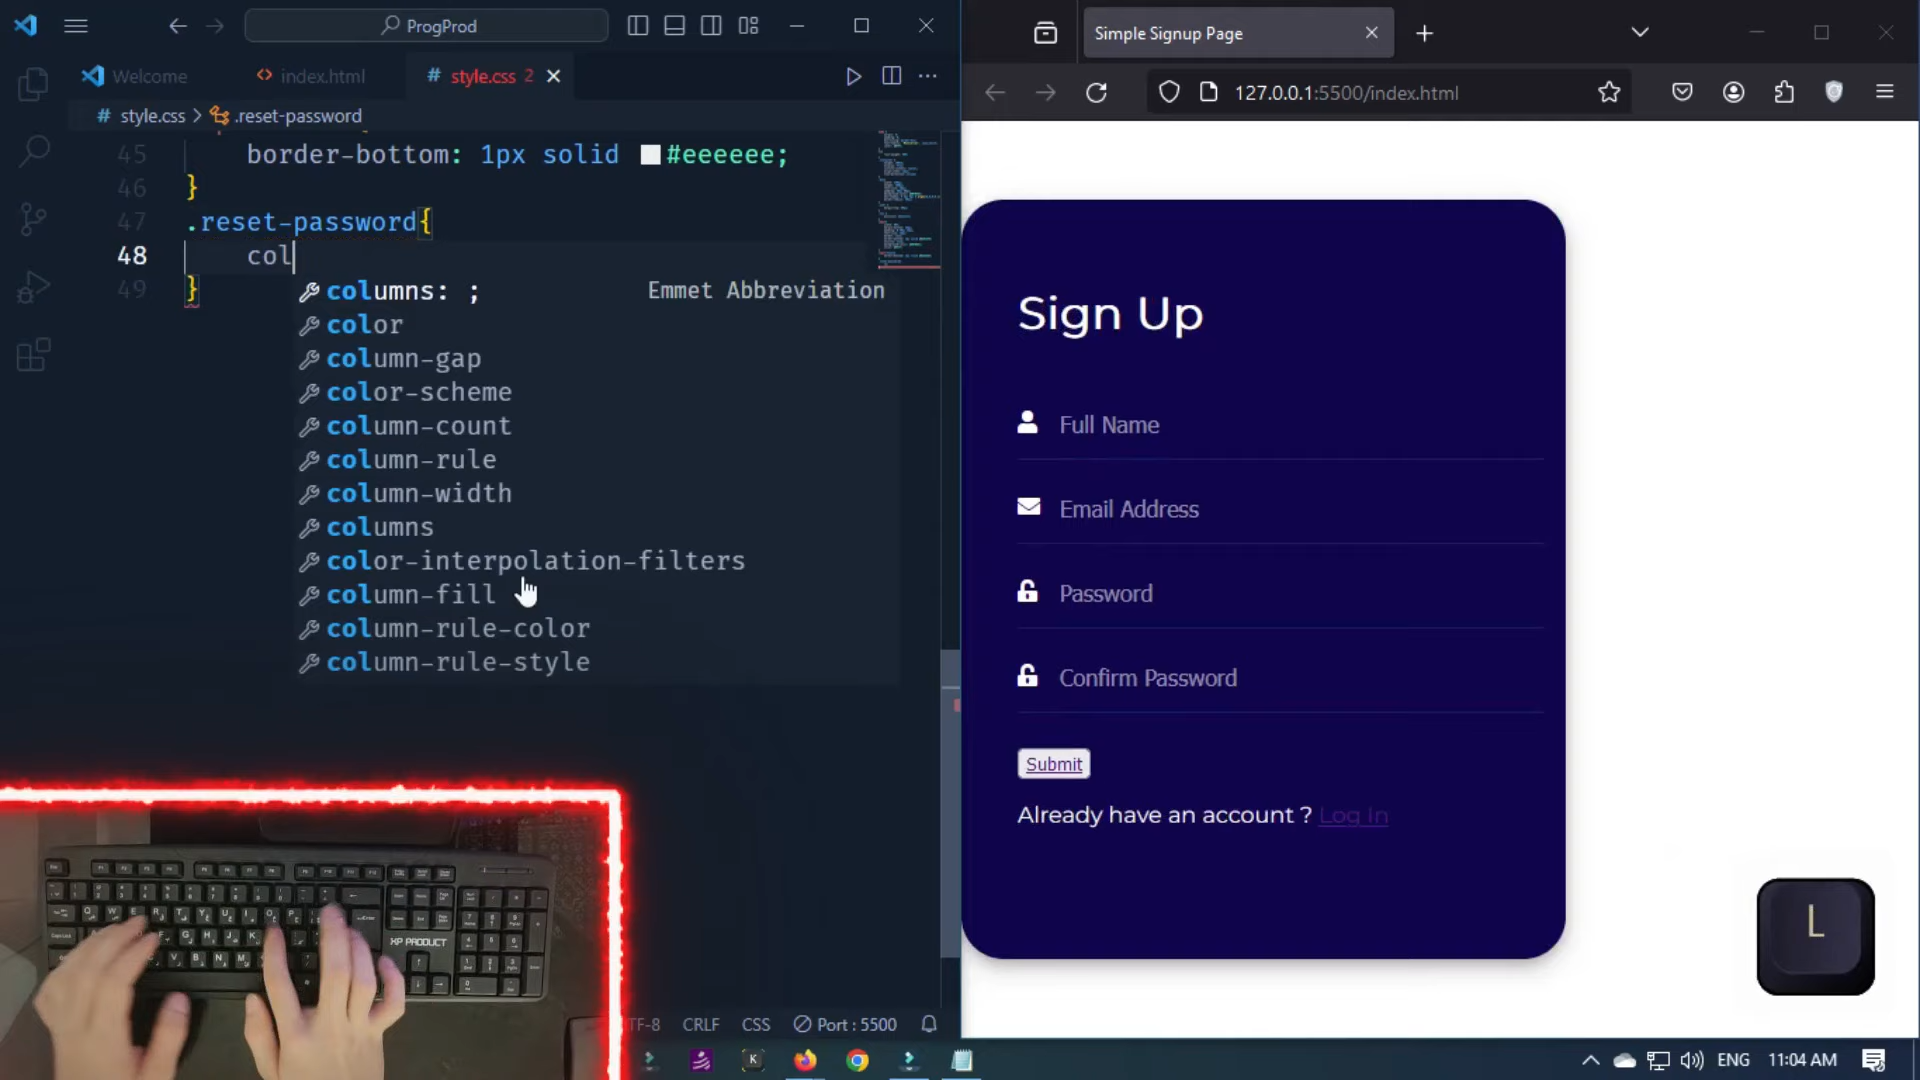 ProgProd
Welcome
index.html
# style.css 2
# style.css > .reset-password
45 border-bottom: 1px solid #eeeeee;
46 }
47 .reset-password{
48 col
49 }
columns: ; Emmet Abbreviation
color
column-gap
color-scheme
column-count
column-rule
column-width
columns
color-interpolation-filters
column-fill
column-rule-color
column-rule-style
XP PRODUCT
CRLF CSS Port : 5500
Simple Signup Page
127.0.0.1:5500/index.html
Sign Up
Full Name
Email Address
Password
Confirm Password
Submit
Already have an account ? Log In
L
K
ENG 11:04 AM